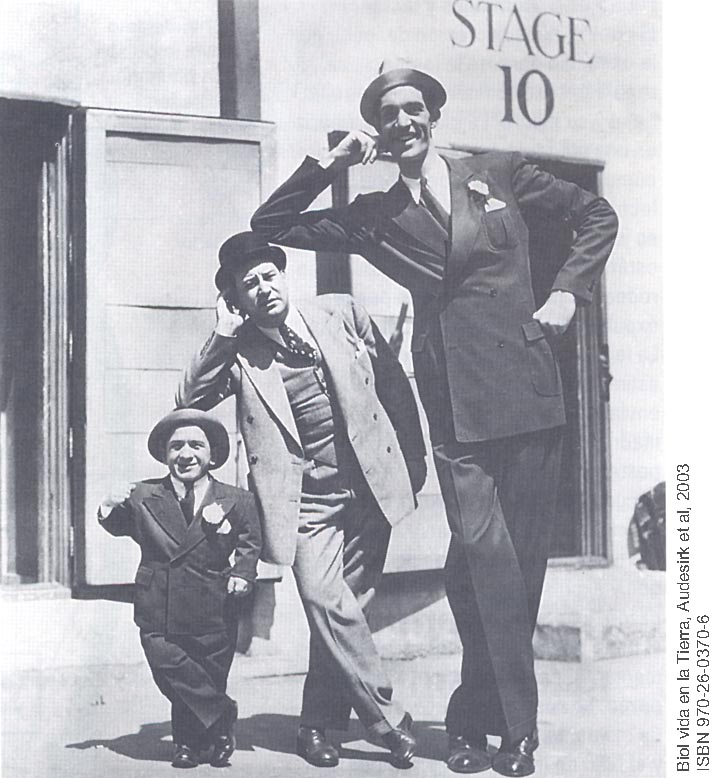 STAGE
10
Biol vida en la Tierra, Audesirk et al, 2003
ISBN 970-26-0370-6